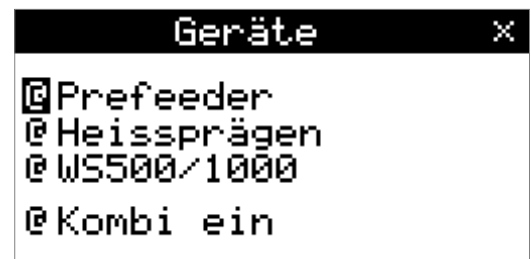 Geräte ×
@Prefeeder
@Heissprägen
@WS500/1000
@Kombi ein